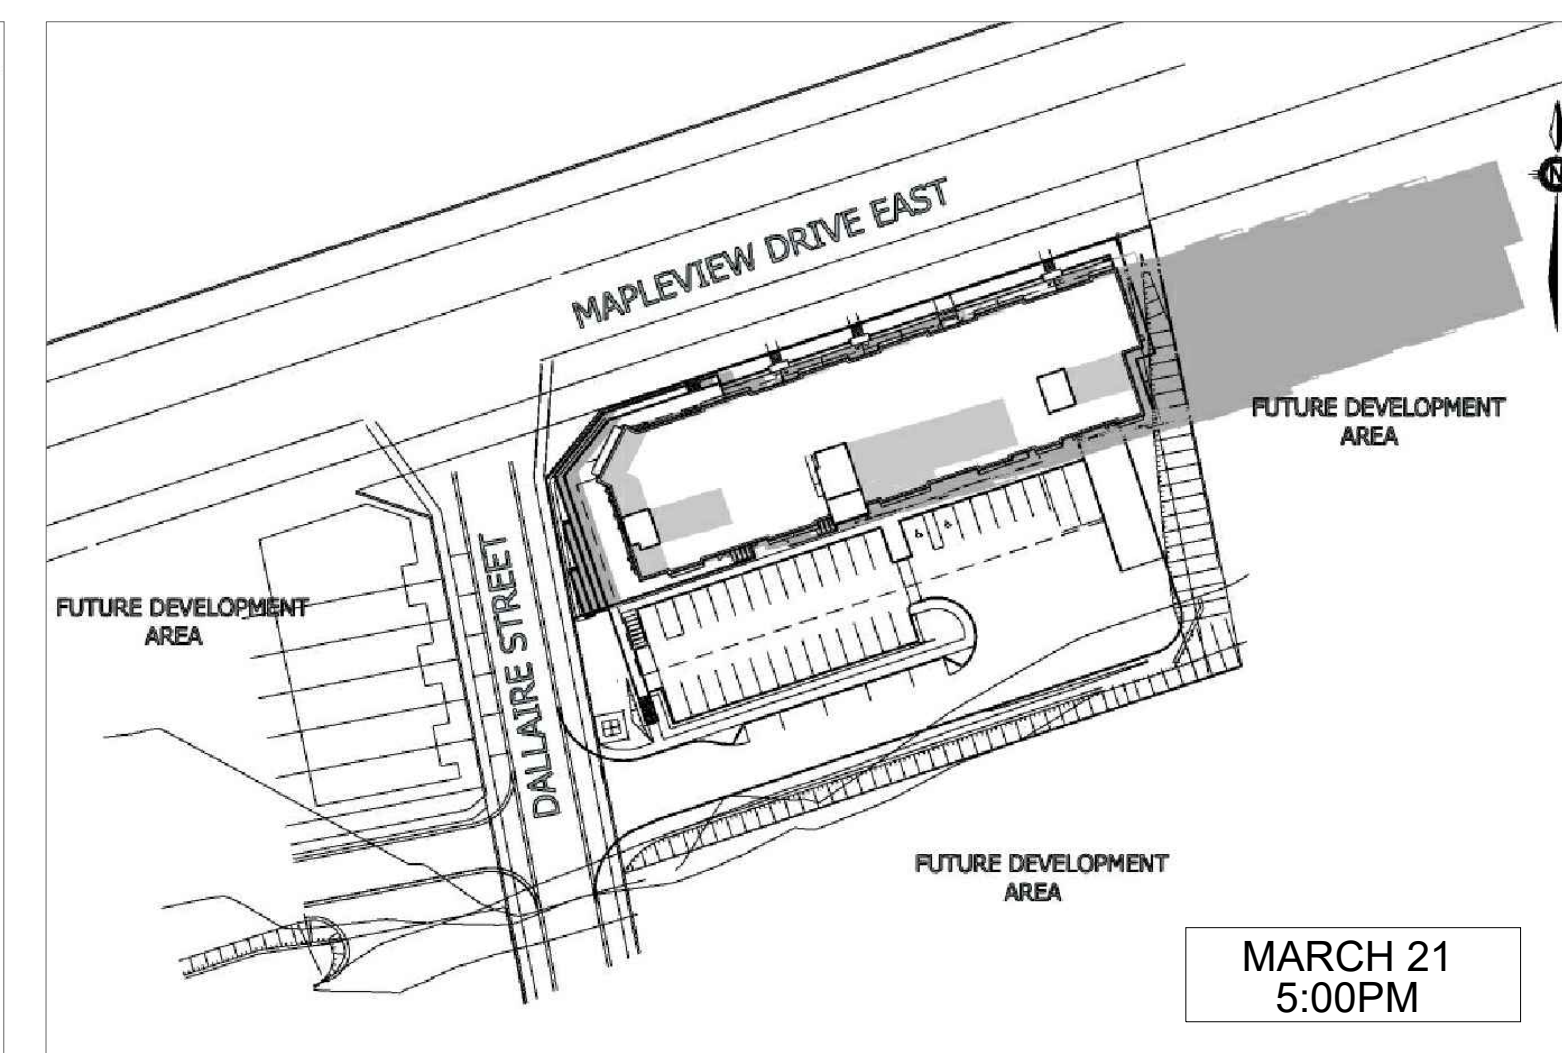 MAPLEVIEW DRIVE EAST
N
FUTURE DEVELOPMENT
AREA
FUTURE DEVELOPMENT
AREA
DALLAIRE STREET
FUTURE DEVELOPMENT
AREA
MARCH 21
5:00PM